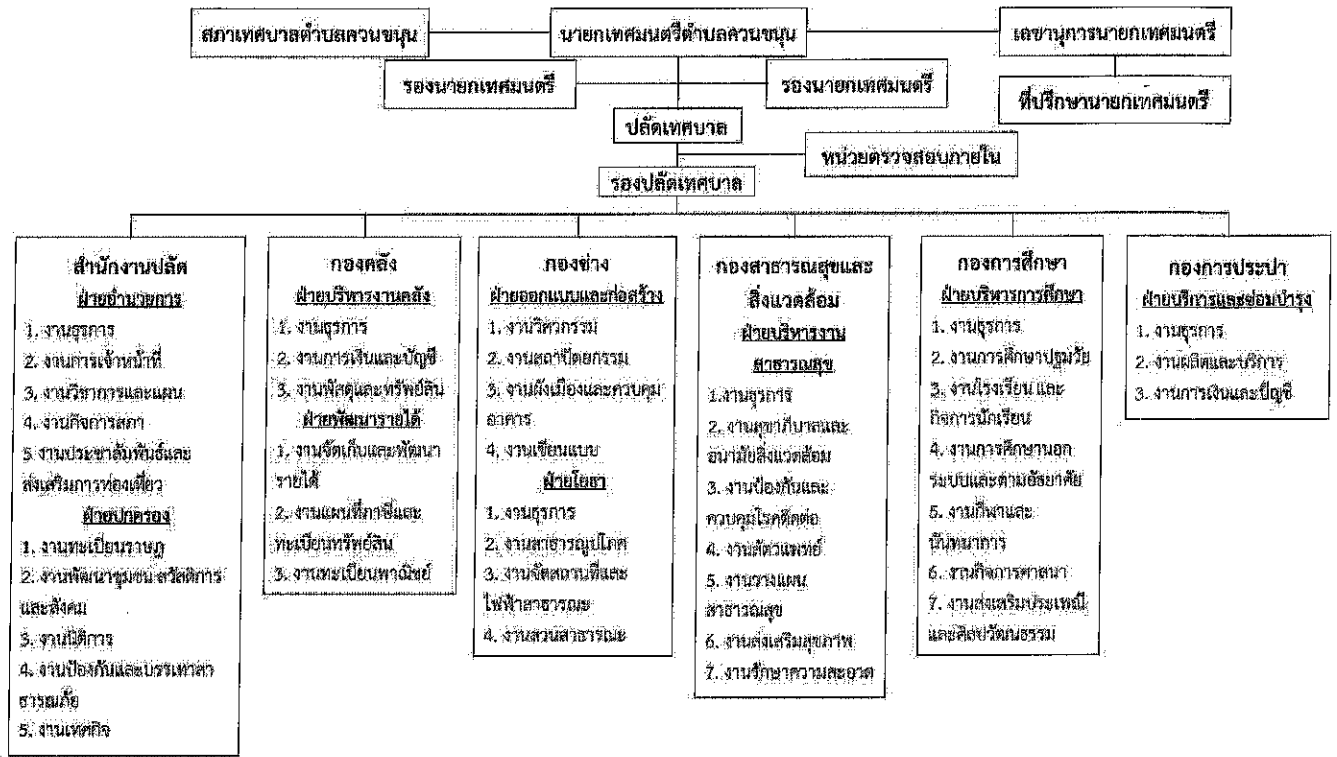 สภาเทศบาลตำบลควนขนุน
นายกเทศมนตรีตำบลควนขนุน
เลขานุการนายกเทศมนตรี
รองนายกเทศมนตรี
รองนายกเทศมนตรี
ที่ปรึกษานายกเทศมนตรี
ปลัดเทศบาล
หน่วยตรวจสอบภายใน
รองปลัดเทศบาล
สำนักงานปลัด
ฝ่ายอำนวยการ
1. งานธุรการ
2. งานการเจ้าหน้าที่
3. งานวิชาการและแผน
4. งานกิจการสภา
5 งานประชาสัมพันธ์และ
ส่งเสริมการท่องเที่ยว
ฝ่ายปกครอง
1. งานทะเบียนราษฎ
2. งานพัฒนาชุมชน สวัสดิการ
และสังคม
3. งานนิติการ
4. งานป้องกันและบรรเทาสา
ธารณภัย
5. งานเทศกิจ
กองคลัง
ฝ่ายบริหารงานคลัง
1. งานธุรการ
2. งานการเงินและบัญชี
3. งานพัสดุและทรัพย์สิน
ฝ่ายพัฒนารายได้
1. งานจัดเก็บและพัฒนา
รายได้
2. งานแผนที่ภาษีและ
ทะเบียนทรัพย์สิน
3. งานทะเบียนพาณิชย์
กองช่าง
ฝ่ายออกแบบและก่อสร้าง
1. งานวิศวกรรม
2. งานสถาปัตยกรรม
3. งานผังเมืองและควบคุม
อาคาร
4. งานเขียนแบบ
ฝ่ายโยธา
1. งานธุรการ
2. งานสาธารณูปโภค
3. งานจัดสถานที่และ
ไฟฟ้าสาธารณะ
4. งานสวนสาธารณะ
กองสาธารณสุขและ
สิ่งแวดล้อม
ฝ่ายบริหารงาน
สาธารณสุข
1.งานธุรการ
2. งานสุขาภิบาลและ
อนามัยสิ่งแวดล้อม
3. งานป้องกันและ
ควบคุมโรคติดต่อ
4. งานสัตวแพทย์
5. งานวางแผน
สาธารณสุข
6. งานส่งเสริมสุขภาพ
7. งานรักษาความสะอาด
กองการศึกษา
ฝ่ายบริหารการศึกษา
1. งานธุรการ
2. งานการศึกษาปฐมวัย
3. งานโรงเรียน และ
กิจการนักเรียน
4. งานการศึกษานอก
ระบบและตามอัธยาศัย
5. งานกีฬาและ
นันทนาการ
6. งานกิจการศาสนา
7. งานส่งเสริมประเพณี
และศิลปวัฒนธรรม
กองการประปา
ฝ่ายบริการและซ่อมบำรุง
1. งานธุรการ
2. งานผลิตและบริการ
3. งานการเงินและบัญชี